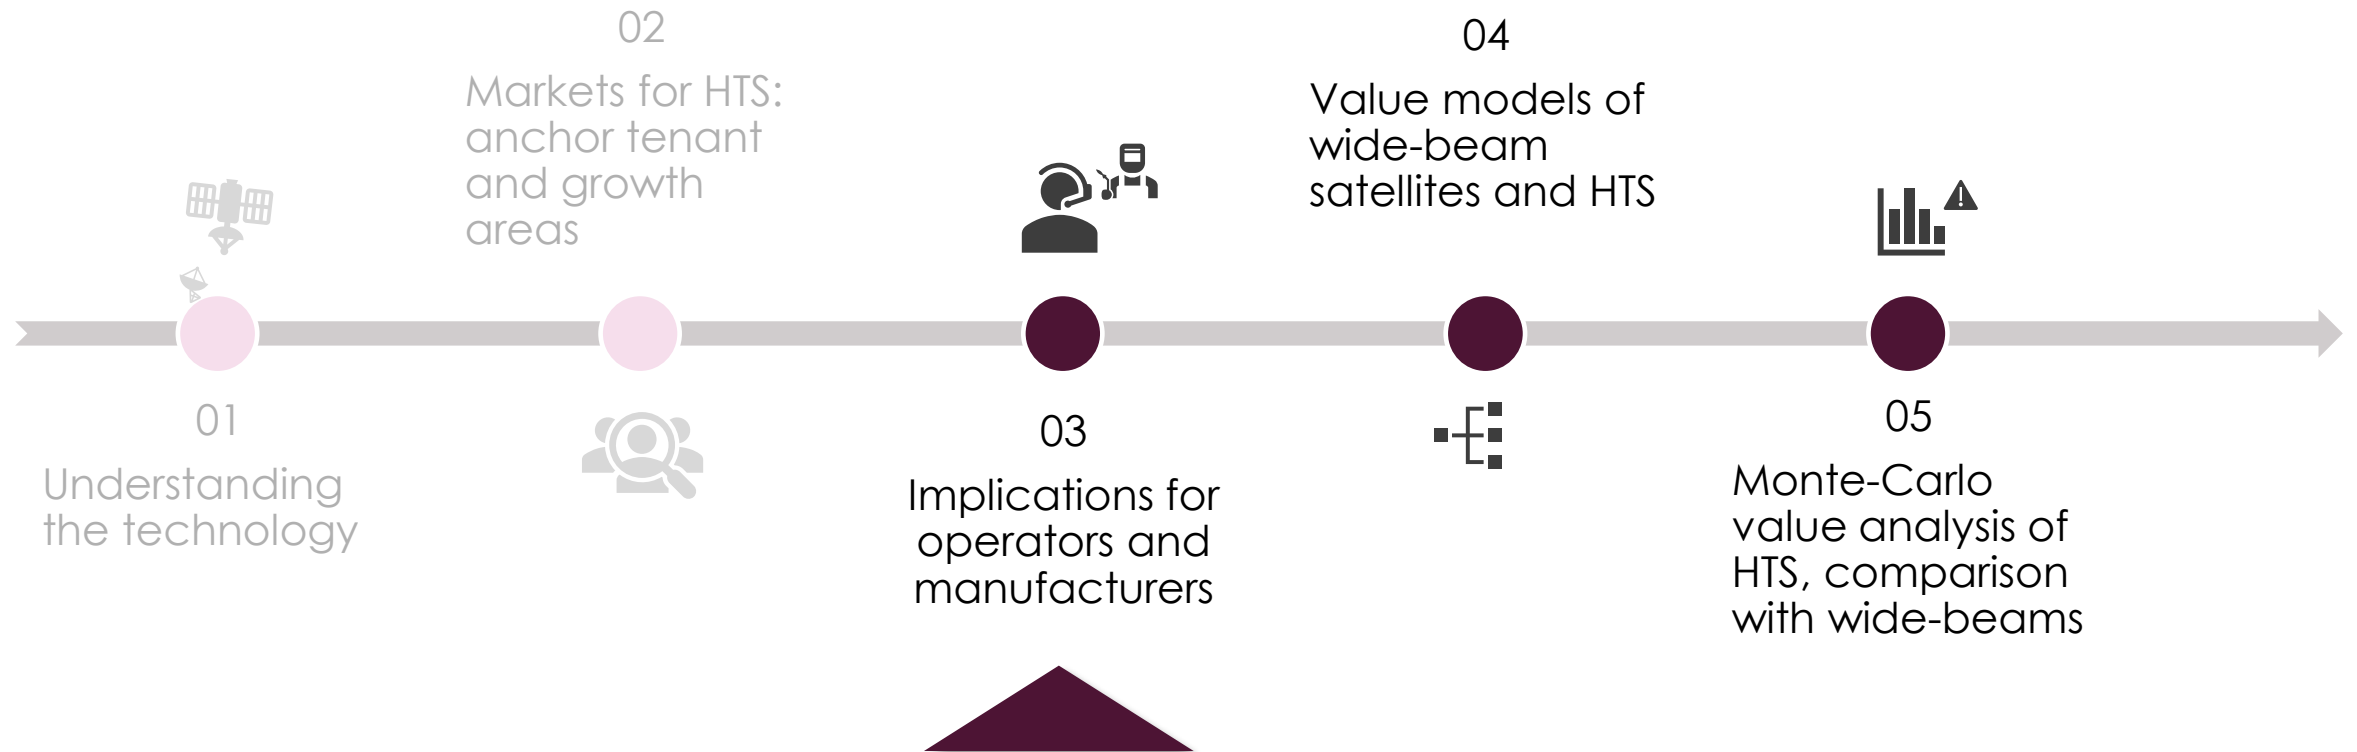 01
Understanding
the technology
02
Markets for HTS:
anchor tenant
and growth
areas
03
Implications for
operators and
manufacturers
04
Value models of
wide-beam
satellites and HTS
05
Monte-Carlo
value analysis of
HTS, comparison
with wide-beams